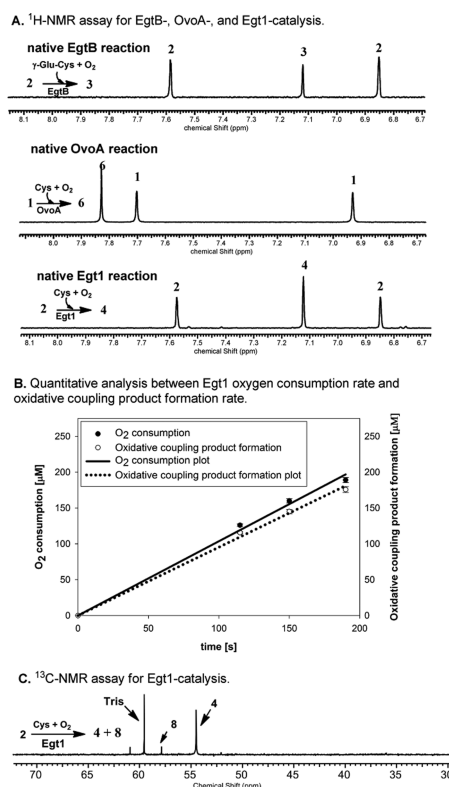 A. ¹H-NMR assay for EgtB-, OvoA-, and Egt1-catalysis.
native EgtB reaction
γ-Glu-Cys + O₂
2 → 3
EgtB
2 3 2
8.1 8.0 7.9 7.8 7.7 7.6 7.5 7.4 7.3 7.2 7.1 7.0 6.9 6.8 6.7
chemical Shift (ppm)
native OvoA reaction
Cys + O₂
1 → 6
OvoA
6 1 1
8.0 7.9 7.8 7.7 7.6 7.5 7.4 7.3 7.2 7.1 7.0 6.9 6.8 6.7
chemical Shift (ppm)
native Egt1 reaction
Cys + O₂
2 → 4
Egt1
2 4 2
8.1 8.0 7.9 7.8 7.7 7.6 7.5 7.4 7.3 7.2 7.1 7.0 6.9 6.8 6.7
chemical Shift (ppm)
B. Quantitative analysis between Egt1 oxygen consumption rate and
oxidative coupling product formation rate.
O₂ consumption
Oxidative coupling product formation
O₂ consumption plot
Oxidative coupling product formation plot
O₂ consumption [µM]
250
200
150
100
50
0
Oxidative coupling product formation [µM]
250
200
150
100
50
0
0 50 100 150 200
time [s]
C. ¹³C-NMR assay for Egt1-catalysis.
Cys + O₂
2 → 4 + 8
Egt1
Tris 8 4
70 65 60 55 50 45 40 35 30
Chemical Shift (ppm)